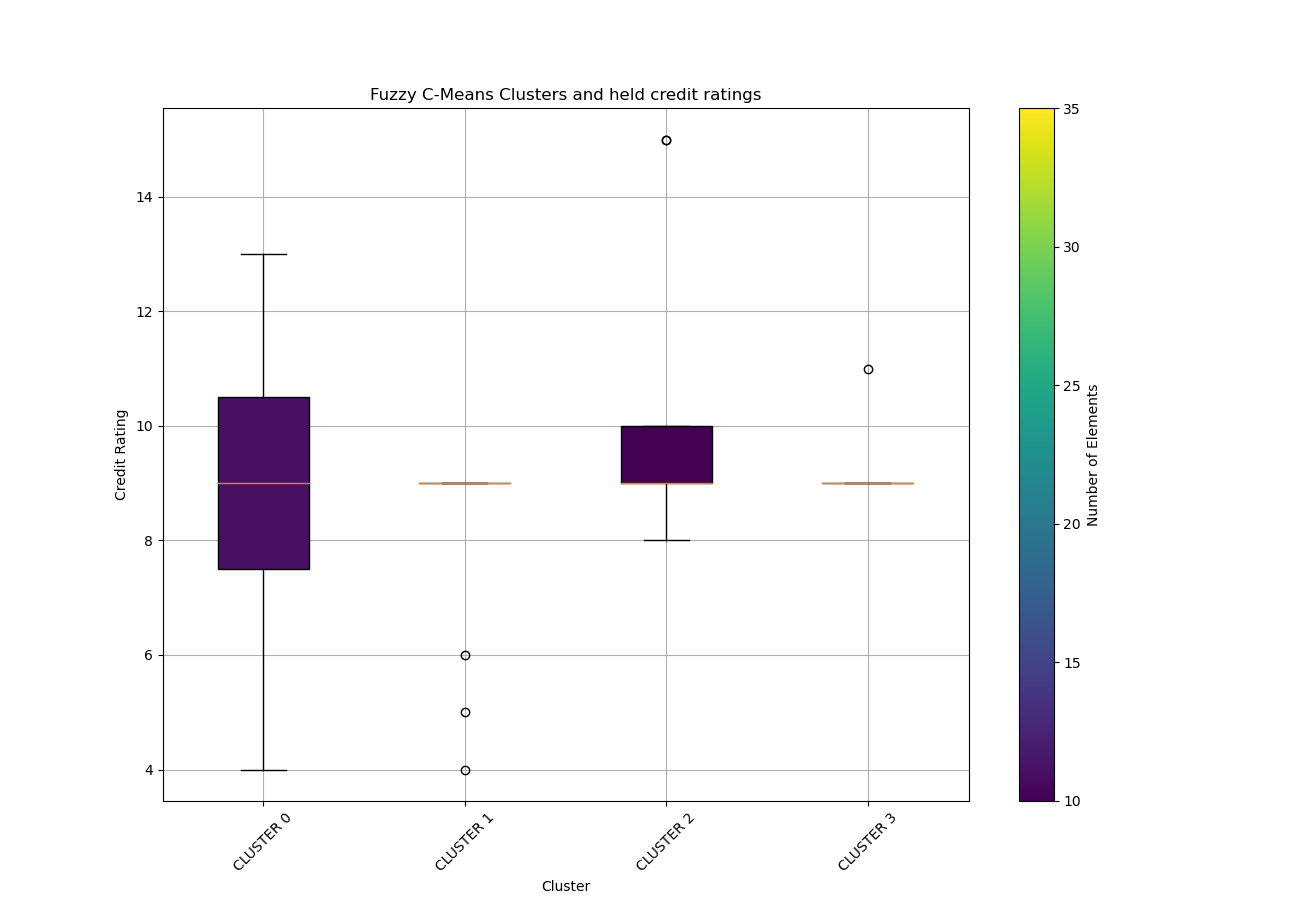 Fuzzy C-Means Clusters and held credit ratings
14
12
10
8
6
4
Credit Rating
CLUSTER 0
CLUSTER 1
CLUSTER 2
CLUSTER 3
Cluster
35
30
25
20
15
10
Number of Elements